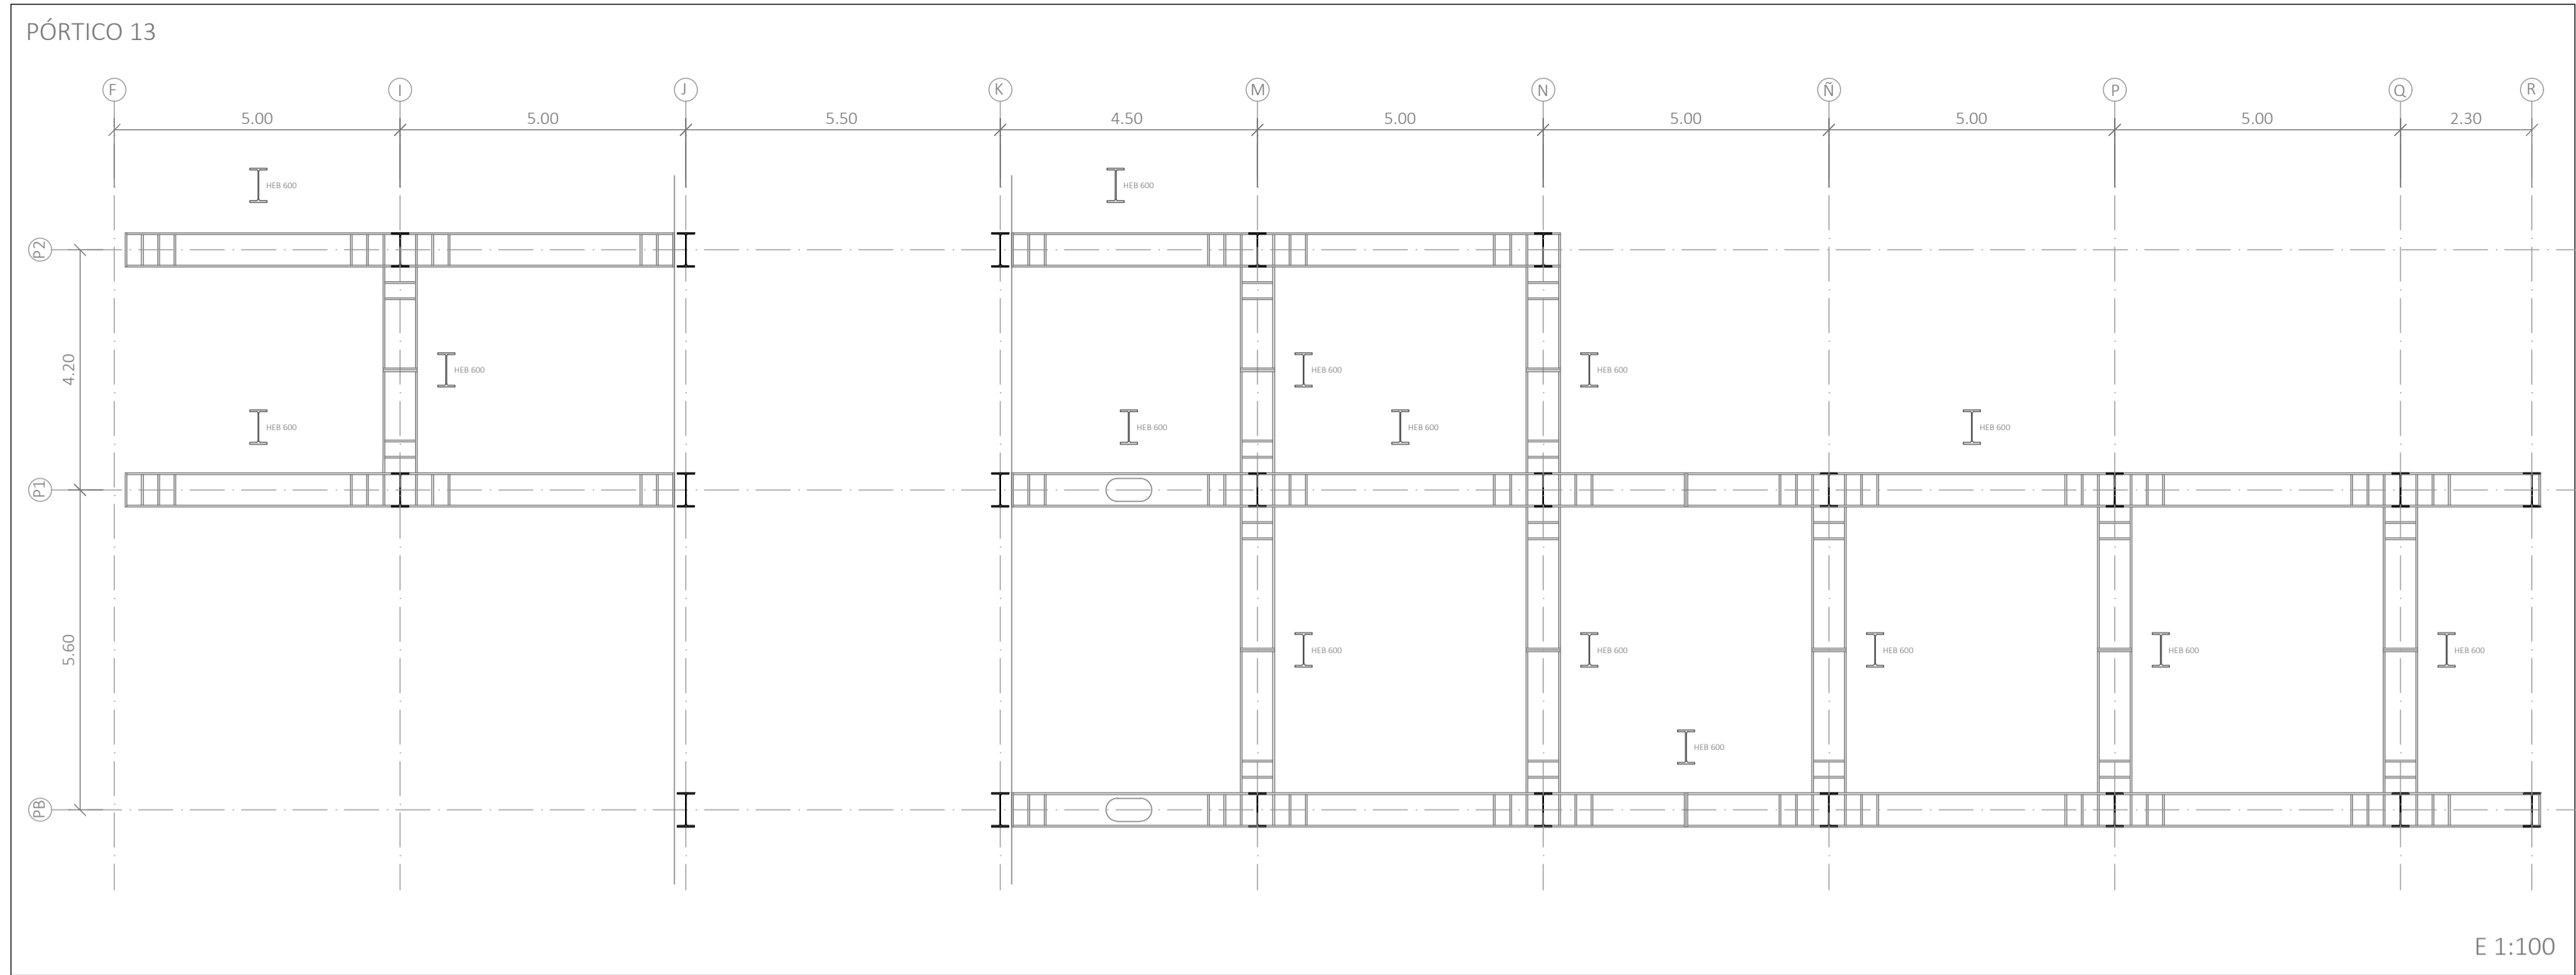 PÓRTICO 13
F I J K M N Ñ P Q R
5.00 5.00 5.50 4.50 5.00 5.00 5.00 5.00 2.30
HEB 600 HEB 600
P2
4.20
HEB 600 HEB 600 HEB 600
HEB 600 HEB 600 HEB 600 HEB 600
P1
5.60
HEB 600 HEB 600 HEB 600 HEB 600 HEB 600
HEB 600
PB
E 1:100